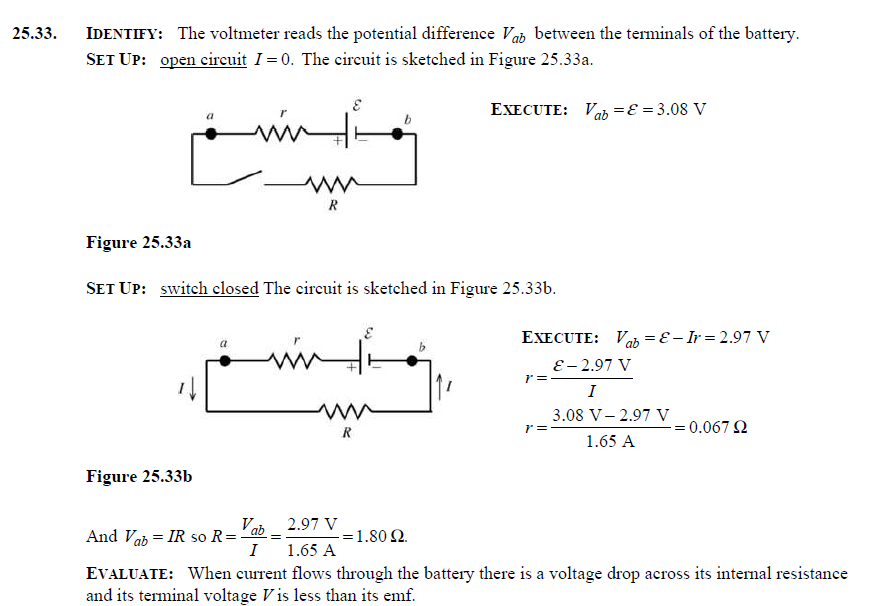 25.33. IDENTIFY: The voltmeter reads the potential difference V_ab between the terminals of the battery.
SET UP: open circuit I = 0. The circuit is sketched in Figure 25.33a.
EXECUTE: V_ab = ℰ = 3.08 V
a r ℰ b
+ −
R
Figure 25.33a
SET UP: switch closed The circuit is sketched in Figure 25.33b.
EXECUTE: V_ab = ℰ − Ir = 2.97 V
r = (ℰ − 2.97 V) / I
r = (3.08 V − 2.97 V) / 1.65 A = 0.067 Ω
a r ℰ b
+ −
I↓ ↑I
R
Figure 25.33b
And V_ab = IR so R = V_ab / I = 2.97 V / 1.65 A = 1.80 Ω.
EVALUATE: When current flows through the battery there is a voltage drop across its internal resistance
and its terminal voltage V is less than its emf.